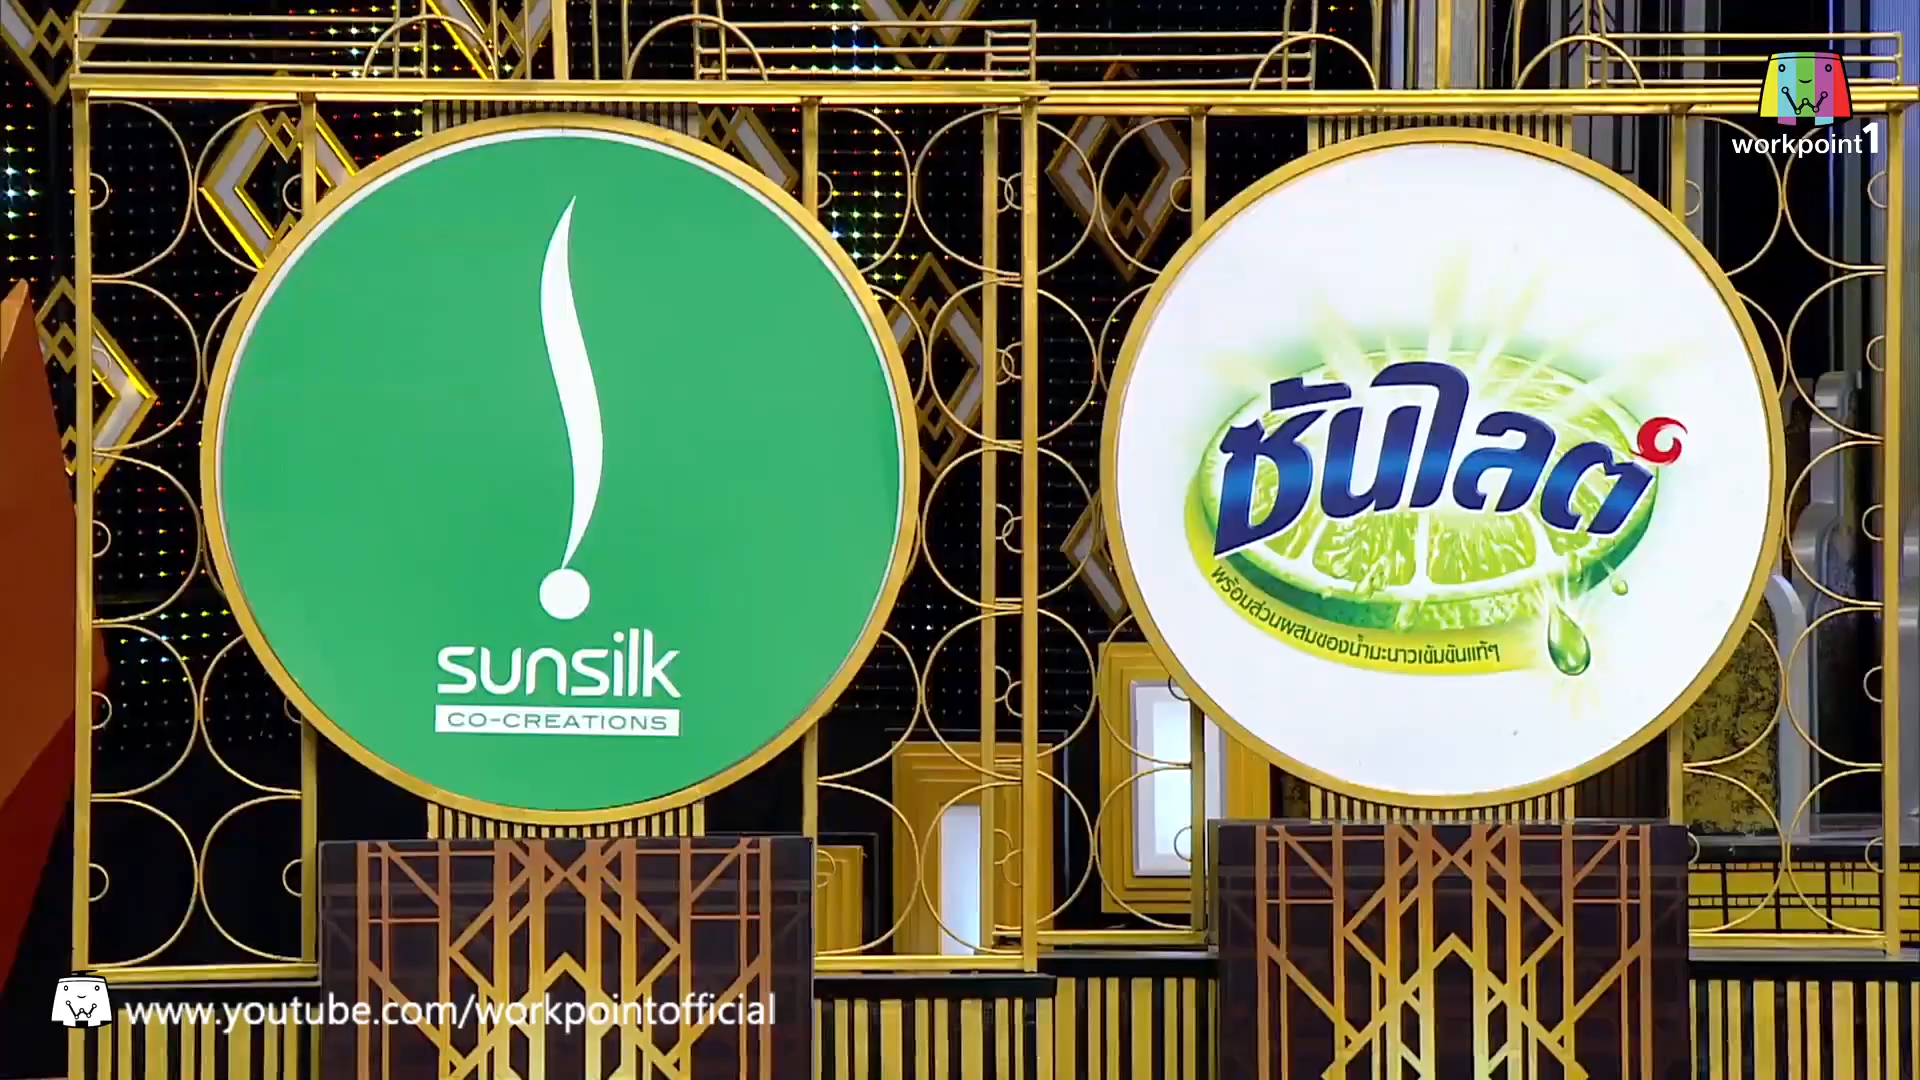 workpoint1
sunsilk
CO-CREATIONS
ซันไลต์
พร้อมส่วนผสมของน้ำมะนาวเข้มข้นแท้ๆ
www.youtube.com/workpointofficial